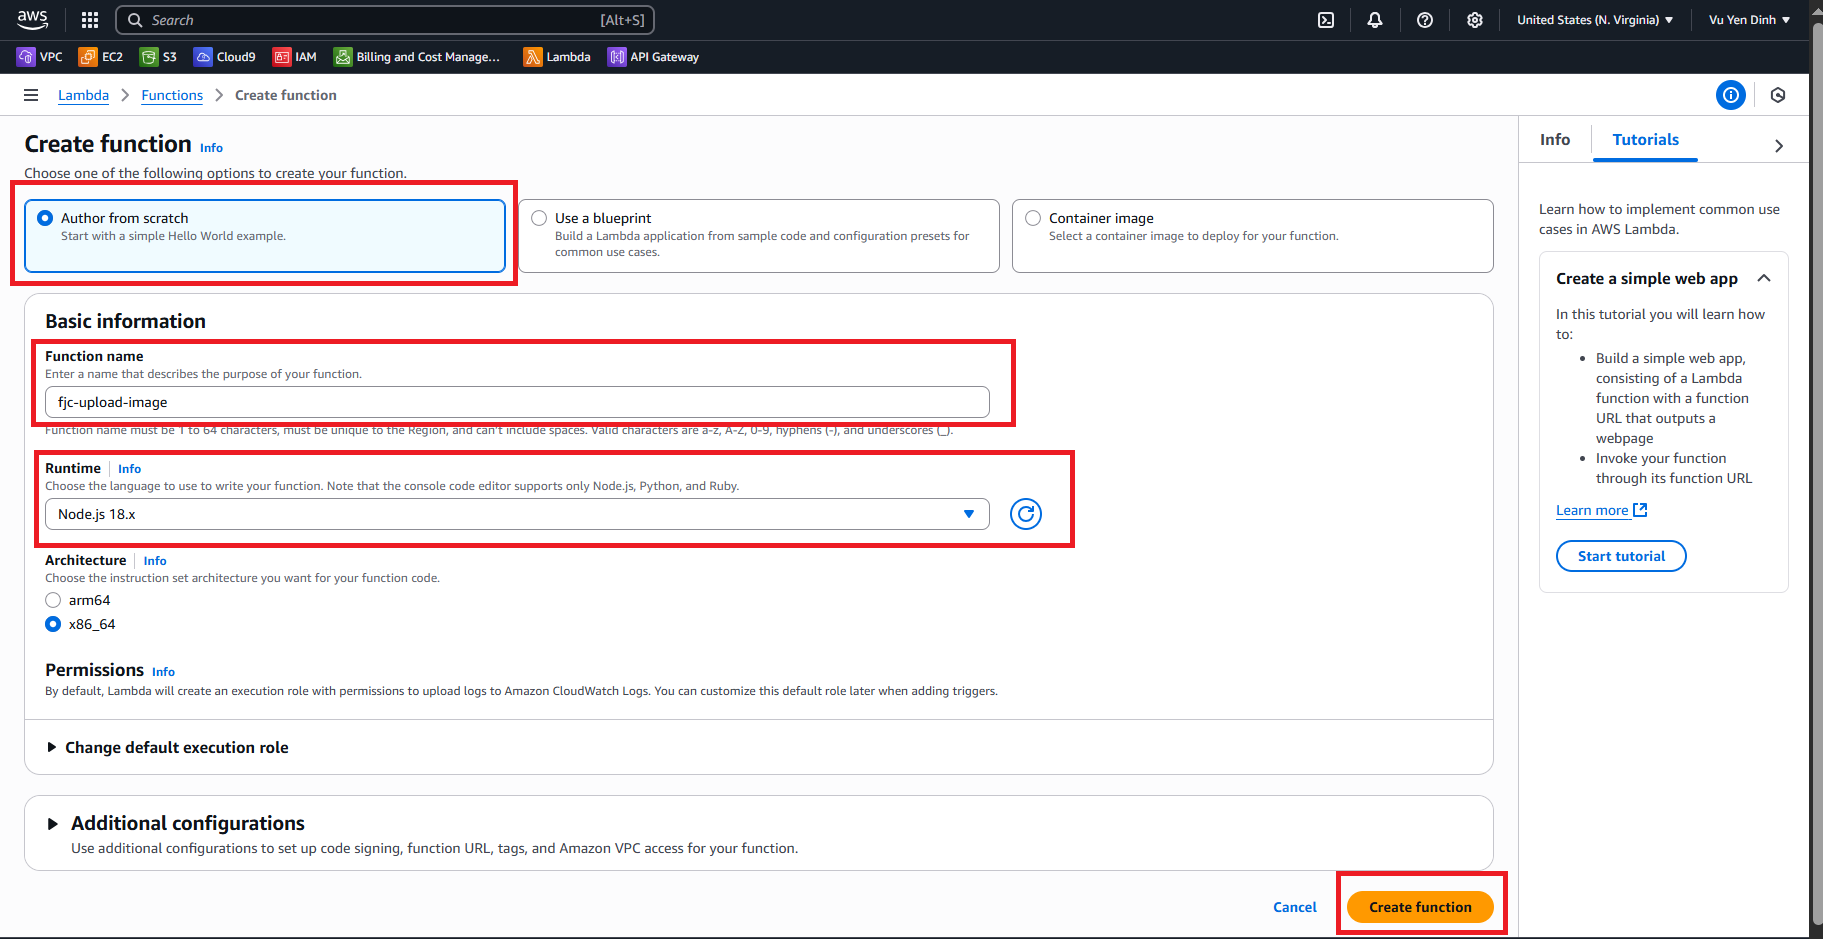 aws
Search
[Alt+S]
United States (N. Virginia)
Vu Yen Dinh
VPC
EC2
S3
Cloud9
IAM
Billing and Cost Manage...
Lambda
API Gateway
Lambda
Functions
Create function
Create function
Info
Choose one of the following options to create your function.
Author from scratch
Start with a simple Hello World example.
Use a blueprint
Build a Lambda application from sample code and configuration presets for
common use cases.
Container image
Select a container image to deploy for your function.
Basic information
Function name
Enter a name that describes the purpose of your function.
fjc-upload-image
Function name must be 1 to 64 characters, must be unique to the Region, and can't include spaces. Valid characters are a-z, A-Z, 0-9, hyphens (-), and underscores (_).
Runtime
Info
Choose the language to use to write your function. Note that the console code editor supports only Node.js, Python, and Ruby.
Node.js 18.x
Architecture
Info
Choose the instruction set architecture you want for your function code.
arm64
x86_64
Permissions
Info
By default, Lambda will create an execution role with permissions to upload logs to Amazon CloudWatch Logs. You can customize this default role later when adding triggers.
Change default execution role
Additional configurations
Use additional configurations to set up code signing, function URL, tags, and Amazon VPC access for your function.
Cancel
Create function
Info
Tutorials
Learn how to implement common use
cases in AWS Lambda.
Create a simple web app
In this tutorial you will learn how
to:
• Build a simple web app,
consisting of a Lambda
function with a function
URL that outputs a
webpage
• Invoke your function
through its function URL
Learn more
Start tutorial